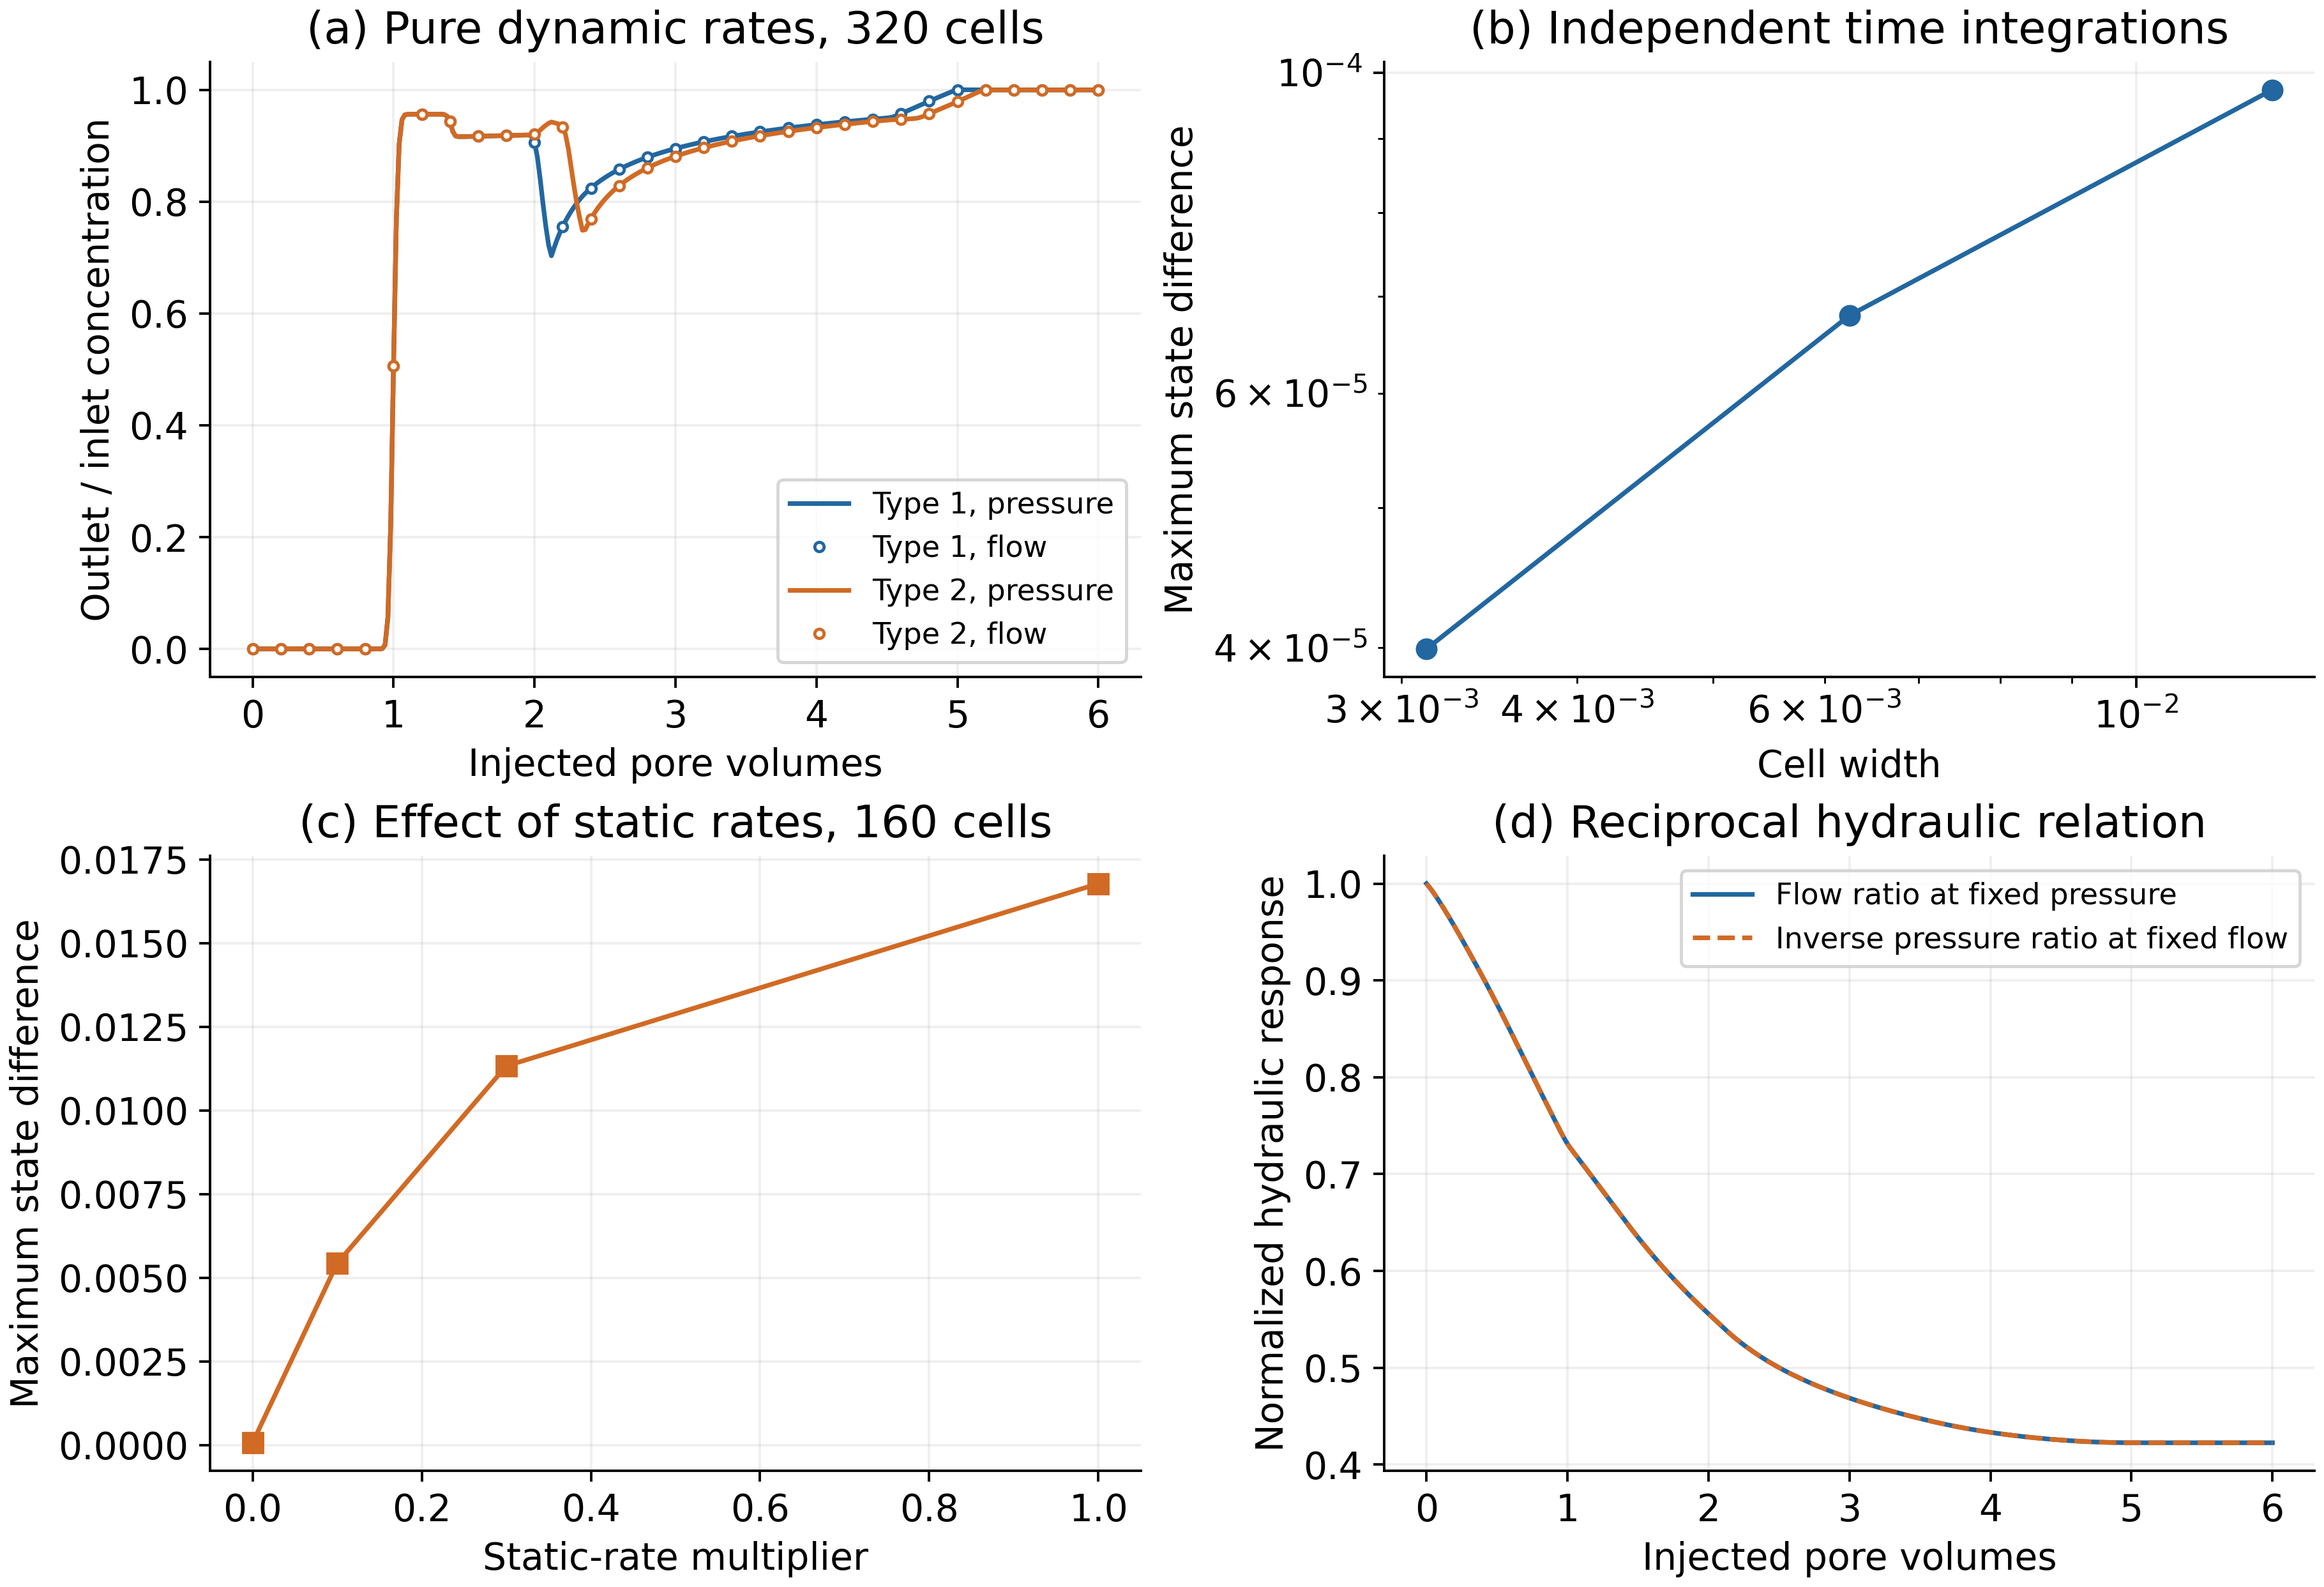 (a) Pure dynamic rates, 320 cells
Outlet / inlet concentration
1.0
0.8
0.6
0.4
0.2
0.0
Type 1, pressure
Type 1, flow
Type 2, pressure
Type 2, flow
0 1 2 3 4 5 6
Injected pore volumes
(b) Independent time integrations
Maximum state difference
10⁻⁴
6 × 10⁻⁵
4 × 10⁻⁵
3 × 10⁻³ 4 × 10⁻³ 6 × 10⁻³ 10⁻²
Cell width
(c) Effect of static rates, 160 cells
Maximum state difference
0.0175
0.0150
0.0125
0.0100
0.0075
0.0050
0.0025
0.0000
0.0 0.2 0.4 0.6 0.8 1.0
Static-rate multiplier
(d) Reciprocal hydraulic relation
Normalized hydraulic response
1.0
0.9
0.8
0.7
0.6
0.5
0.4
Flow ratio at fixed pressure
Inverse pressure ratio at fixed flow
0 1 2 3 4 5 6
Injected pore volumes